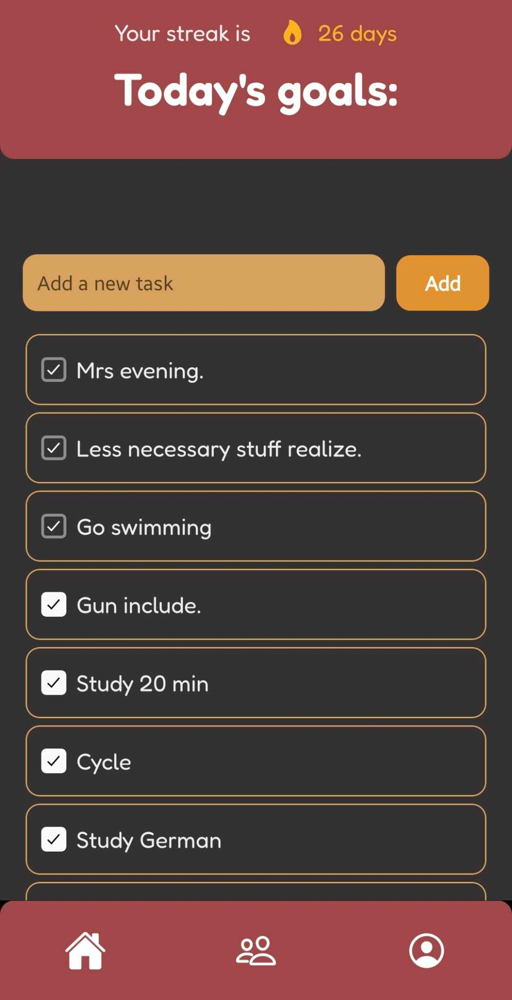 Your streak is 26 days
Today's goals:
Add a new task
Add
Mrs evening.
Less necessary stuff realize.
Go swimming
Gun include.
Study 20 min
Cycle
Study German